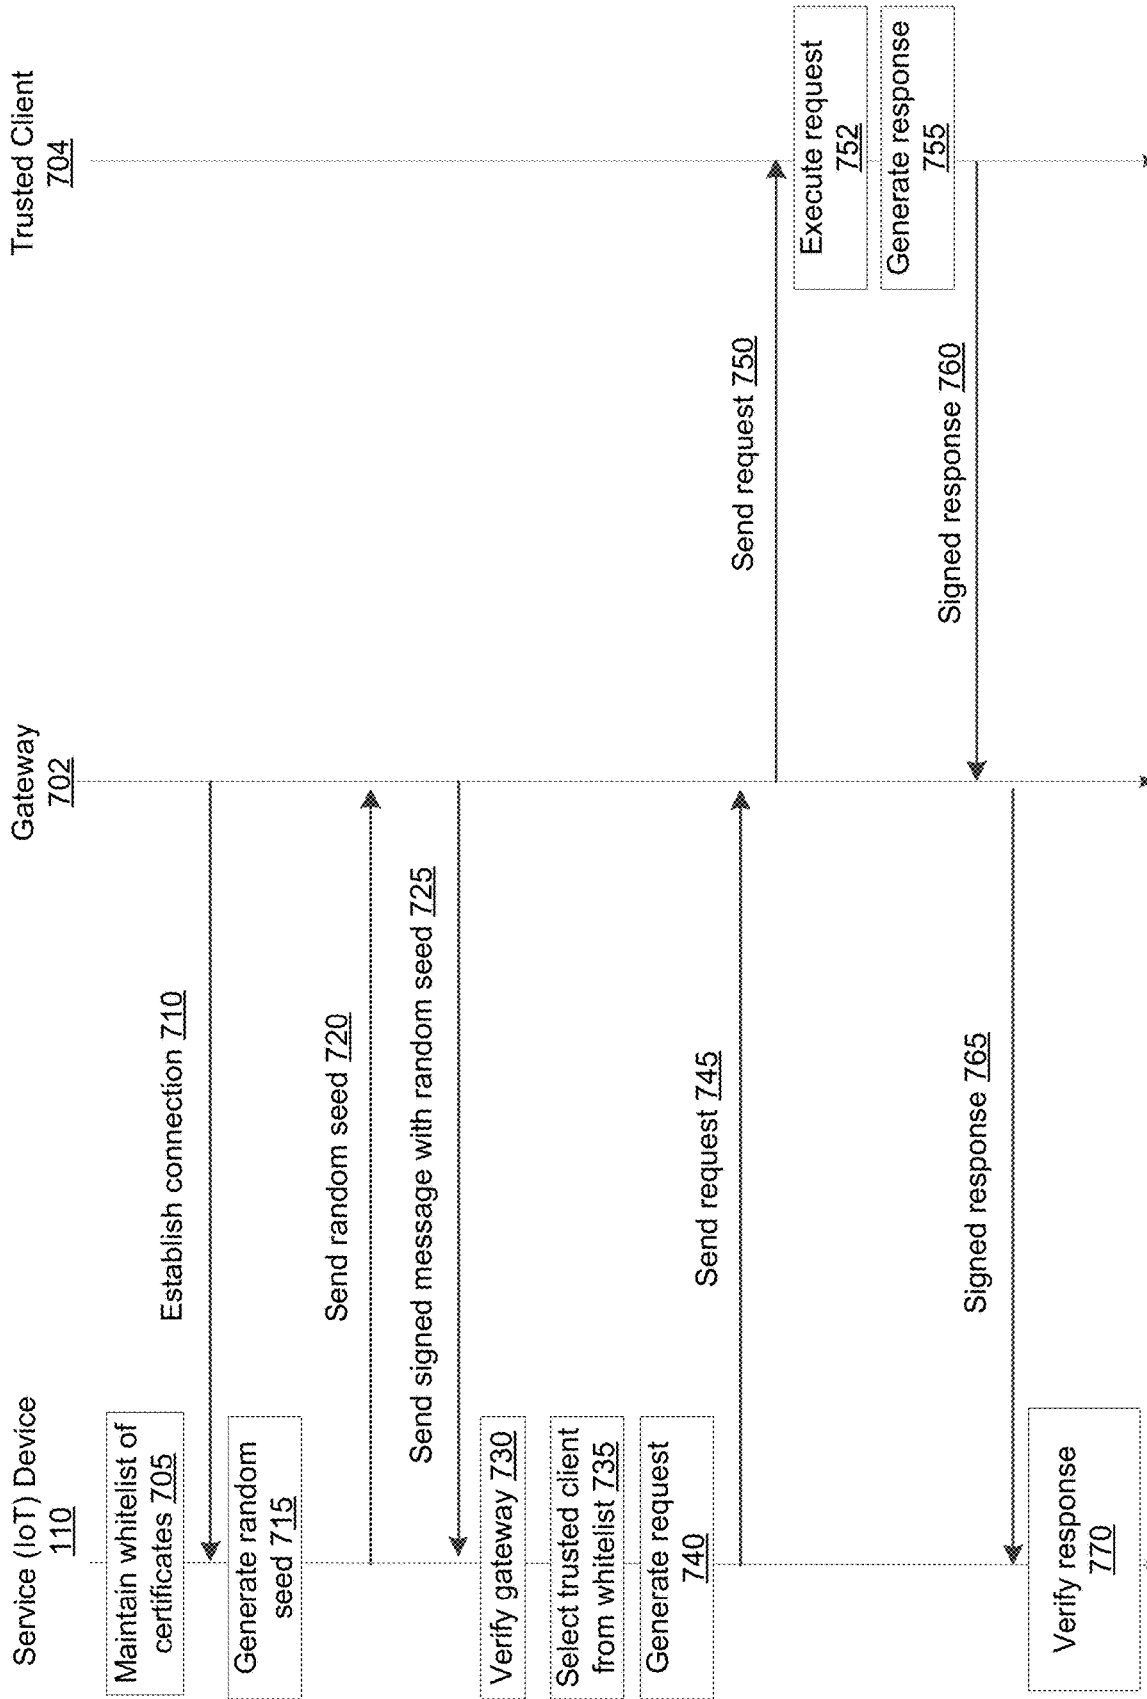 Service (IoT) Device
110
Gateway
702
Trusted Client
704
Maintain whitelist of
certificates 705
Establish connection 710
Generate random
seed 715
Send random seed 720
Send signed message with random seed 725
Verify gateway 730
Select trusted client
from whitelist 735
Generate request
740
Send request 745
Send request 750
Execute request
752
Generate response
755
Signed response 760
Signed response 765
Verify response
770